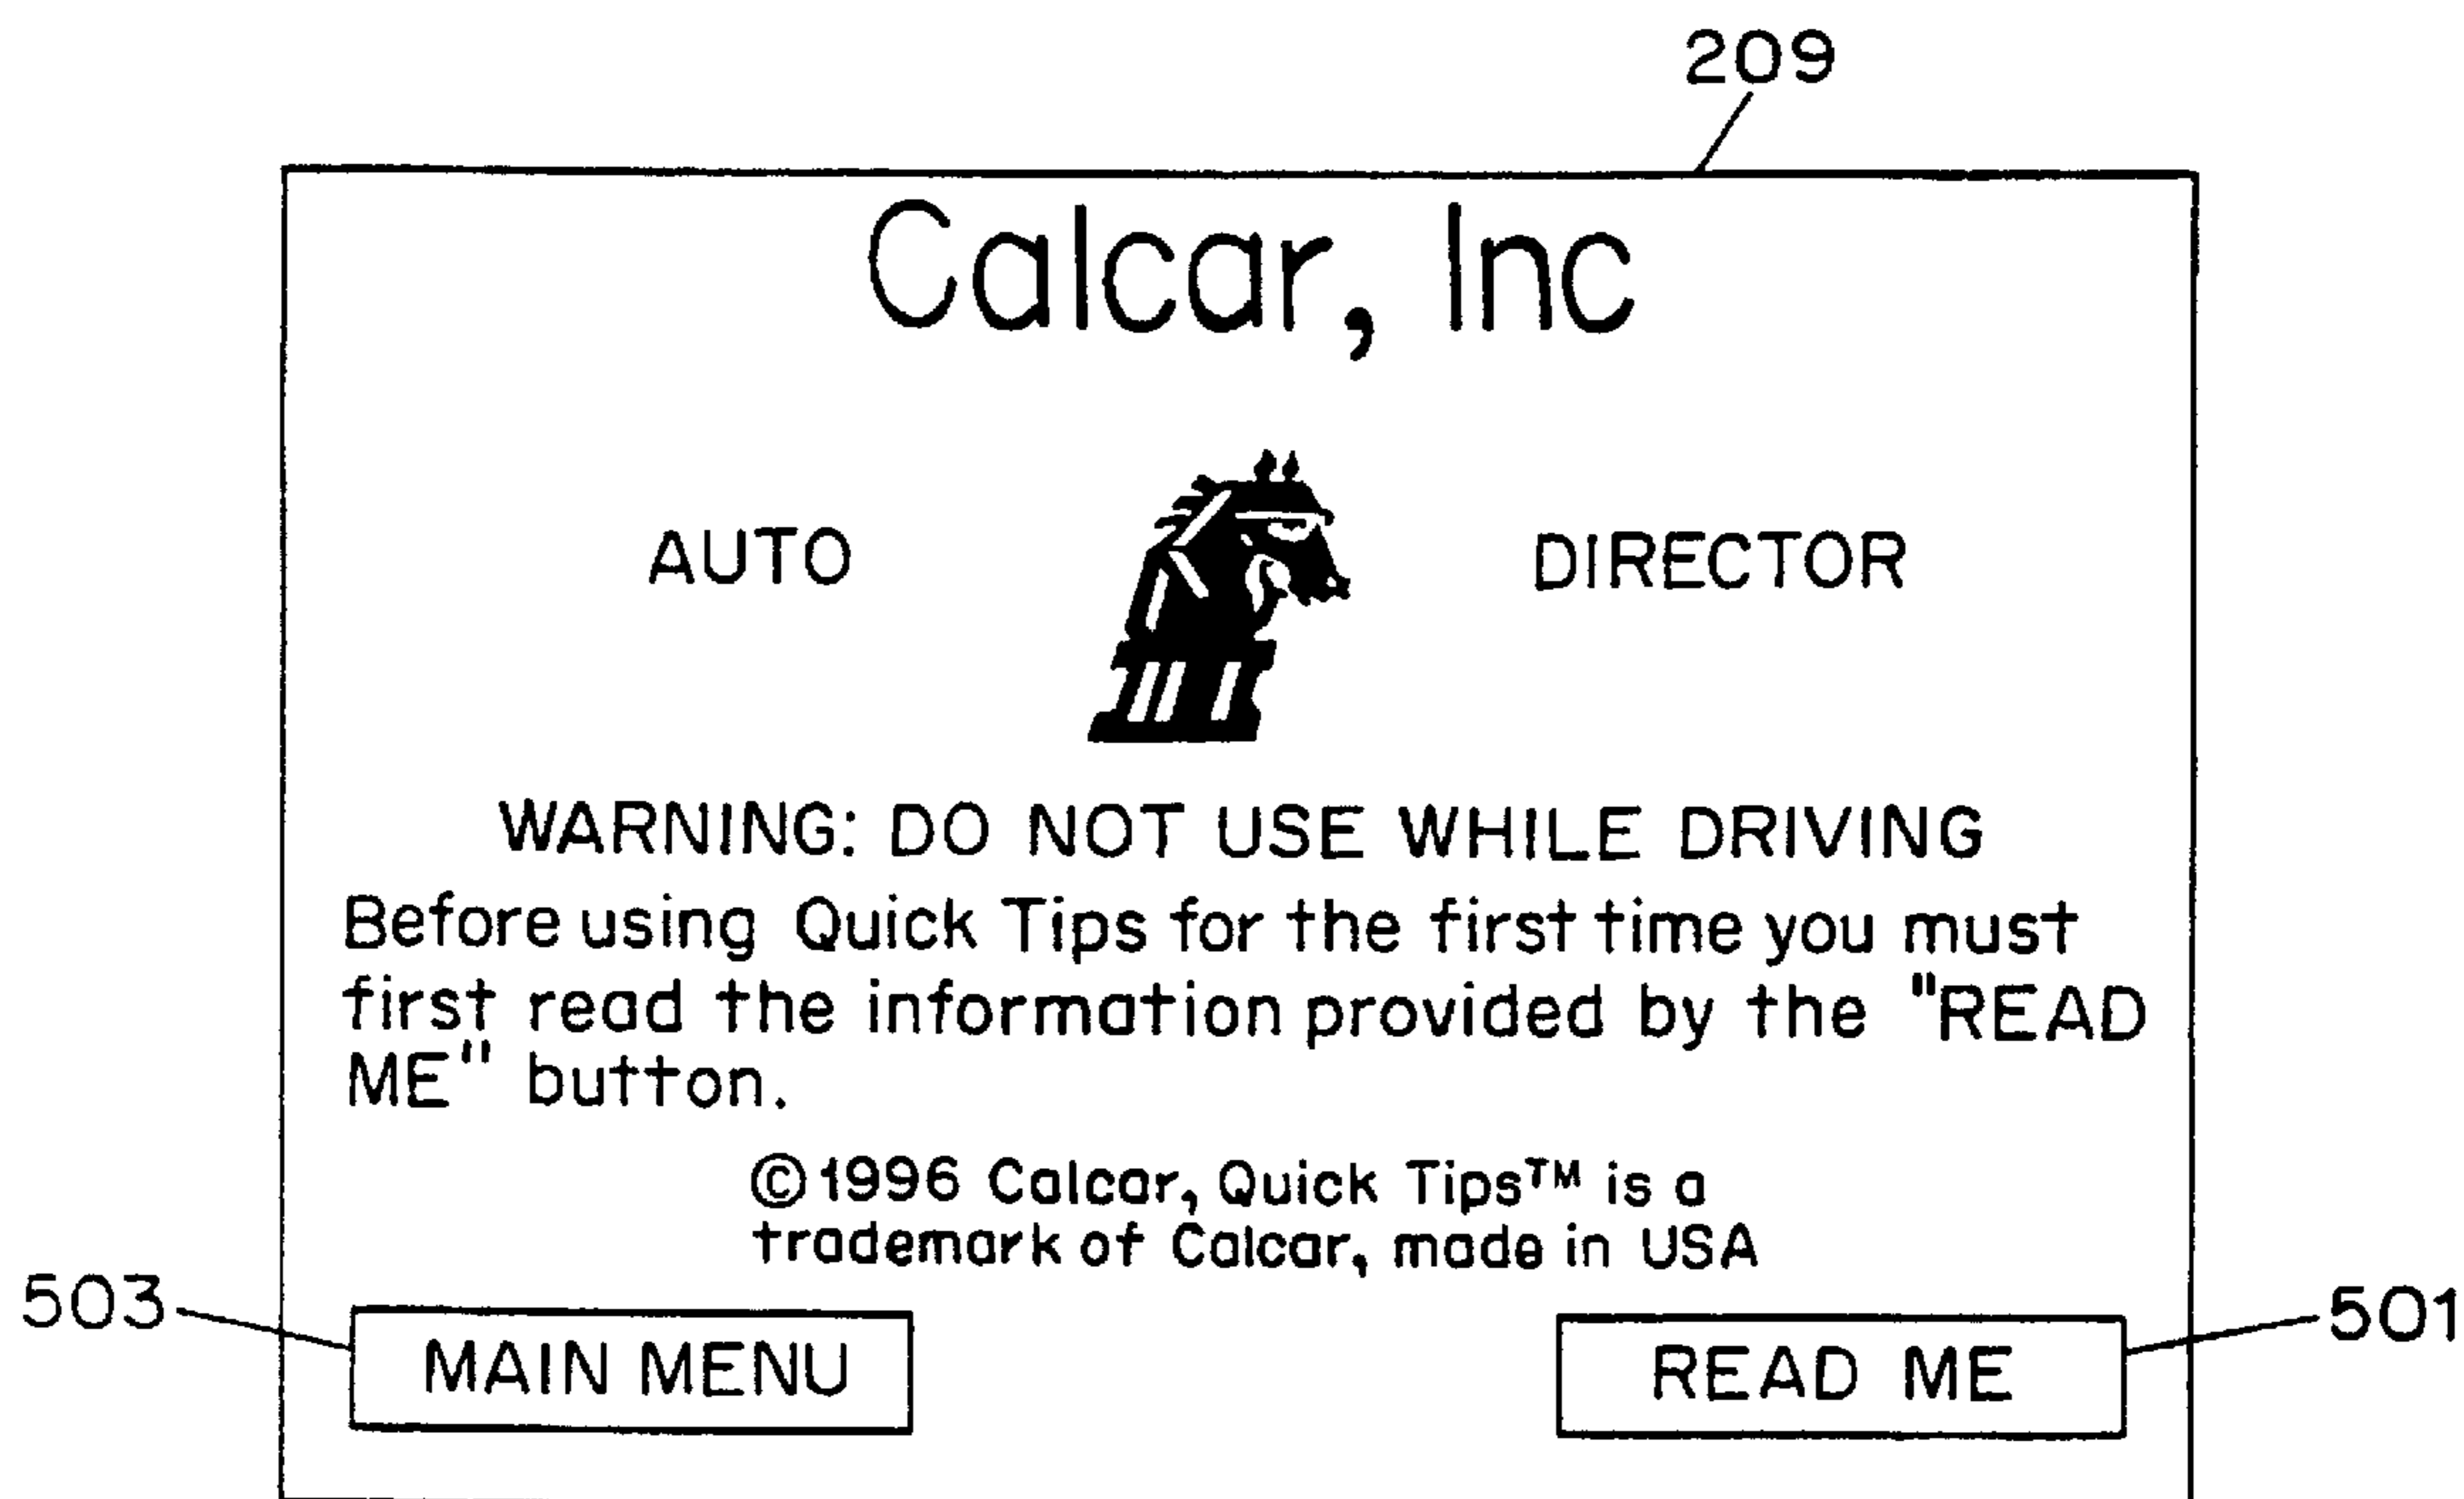 209
Calcar, Inc
AUTO DIRECTOR
WARNING: DO NOT USE WHILE DRIVING
Before using Quick Tips for the first time you must
first read the information provided by the "READ
ME" button.
©1996 Calcar, Quick Tips™ is a
trademark of Calcar, made in USA
503 MAIN MENU READ ME 501